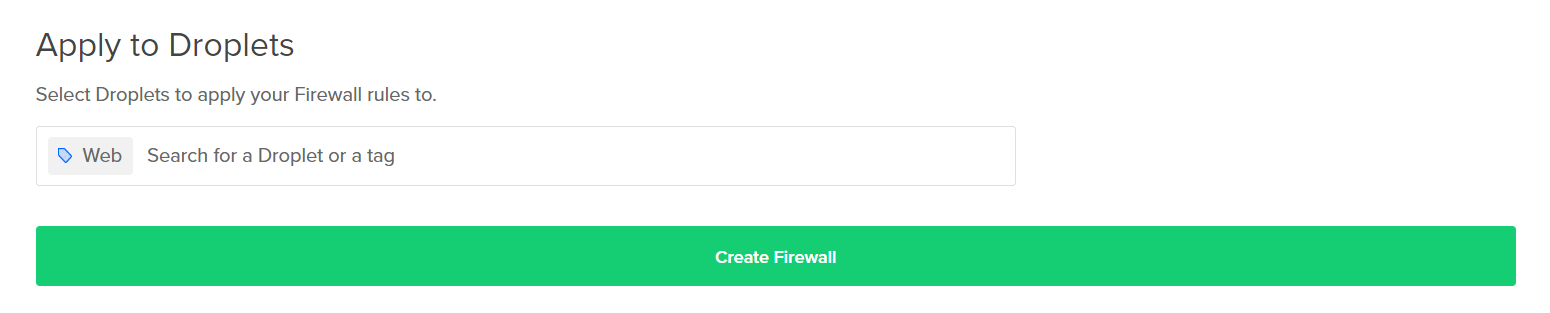 Apply to Droplets
Select Droplets to apply your Firewall rules to.
Web Search for a Droplet or a tag
Create Firewall